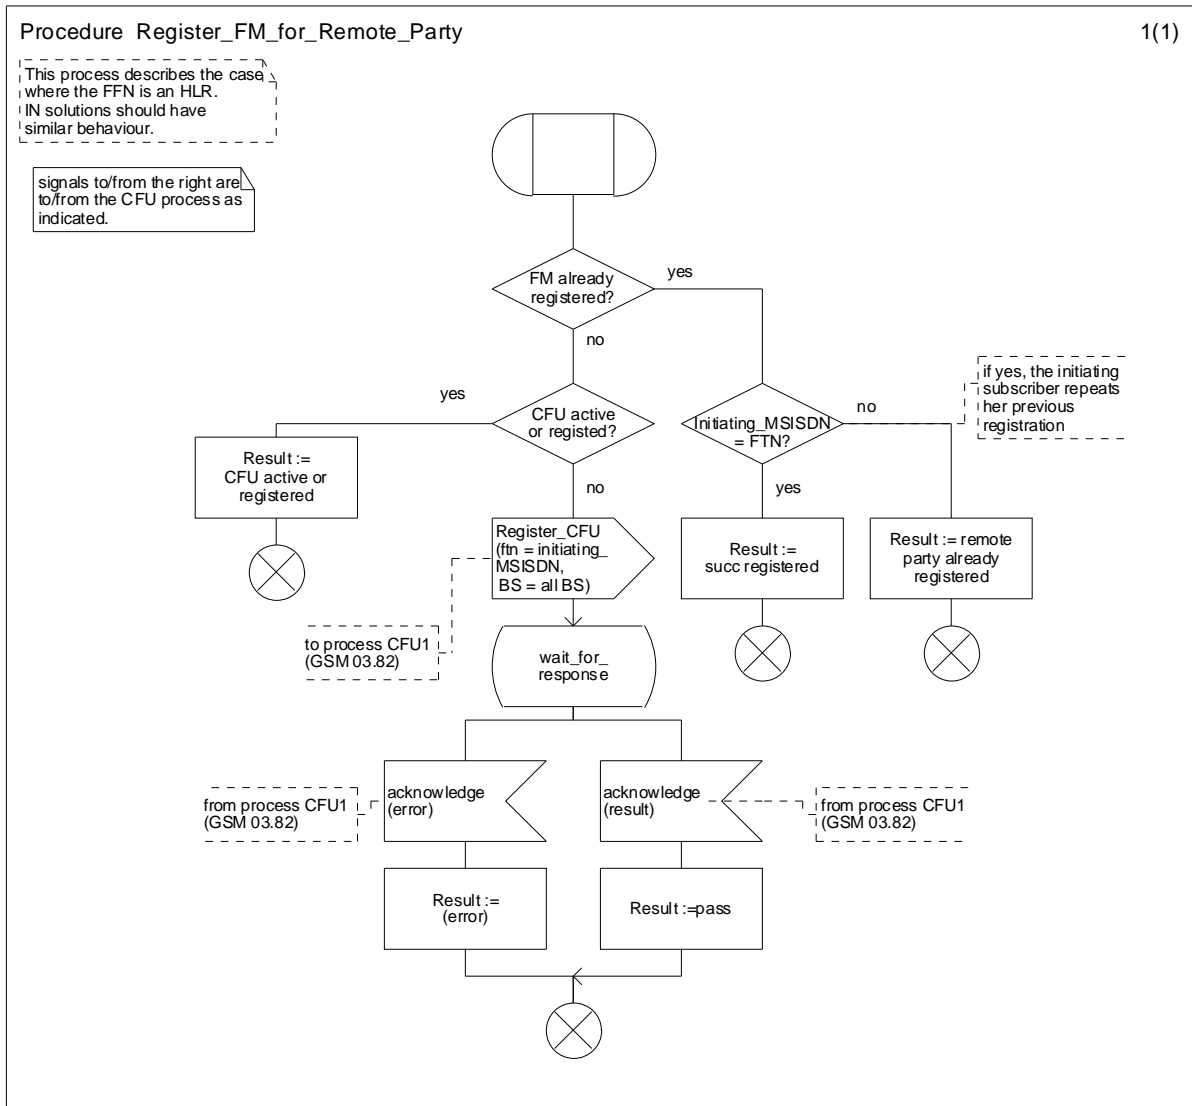 Procedure Register_FM_for_Remote_Party
1(1)
This process describes the case
where the FFN is an HLR.
IN solutions should have
similar behaviour.
signals to/from the right are
to/from the CFU process as
indicated.
FM already
registered?
yes
no
yes
CFU active
or registed?
Initiating_MSISDN
= FTN?
no
if yes, the initiating
subscriber repeats
her previous
registration
Result :=
CFU active or
registered
no
yes
Register_CFU
(ftn = initiating_
MSISDN,
BS = all BS)
Result :=
succ registered
Result := remote
party already
registered
to process CFU1
(GSM 03.82)
wait_for_
response
from process CFU1
(GSM 03.82)
acknowledge
(error)
acknowledge
(result)
from process CFU1
(GSM 03.82)
Result :=
(error)
Result :=pass